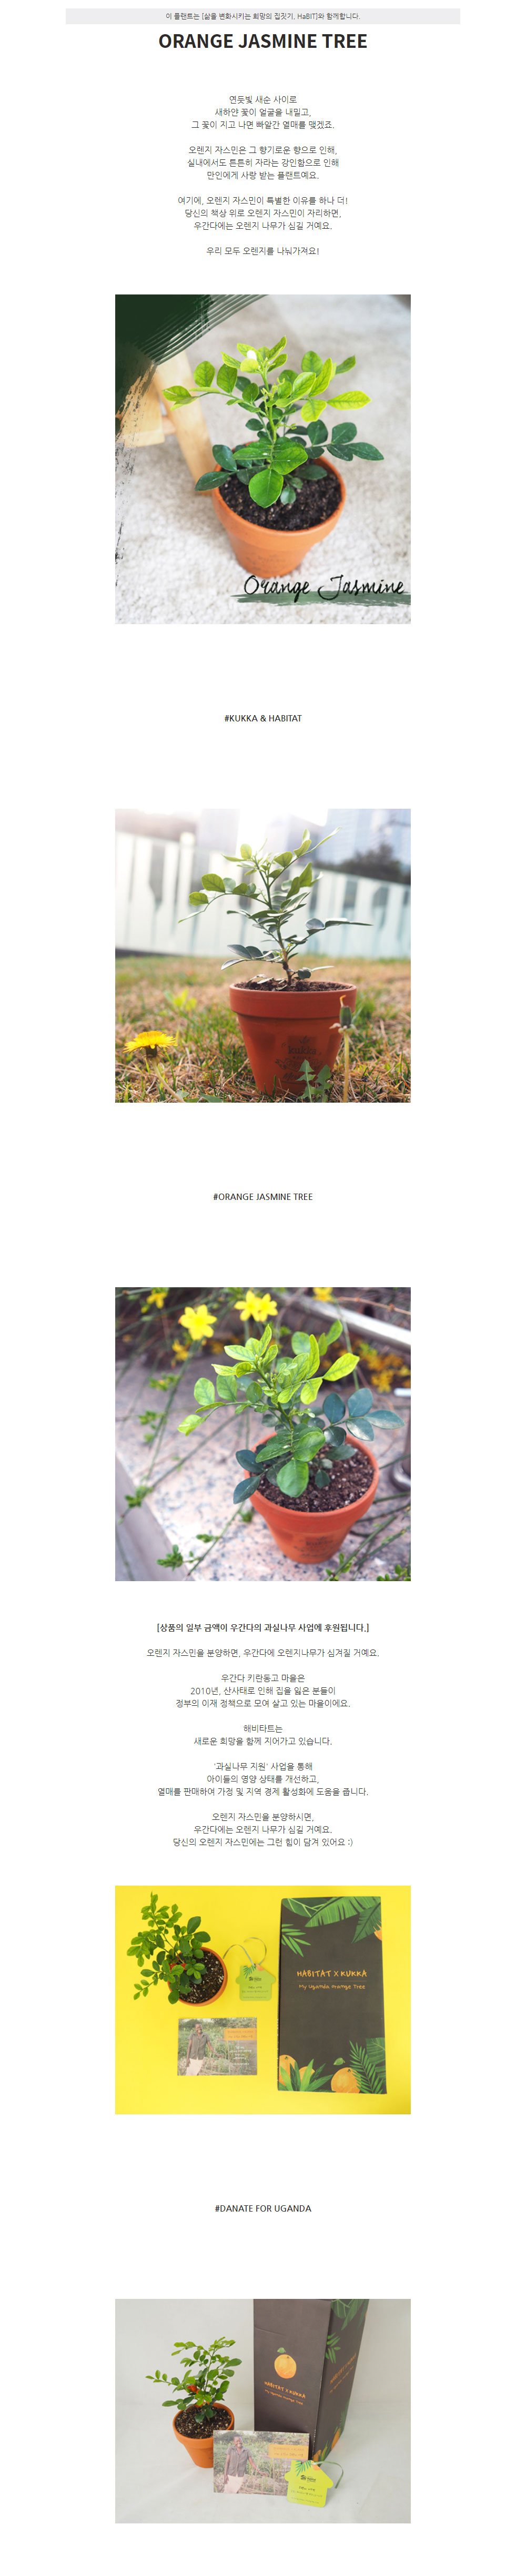 이 플랜트는 [삶을 변화시키는 희망의 집짓기, HaBIT]와 함께합니다.
ORANGE JASMINE TREE
연둣빛 새순 사이로
새하얀 꽃이 얼굴을 내밀고,
그 꽃이 지고 나면 빠알간 열매를 맺겠죠.
오렌지 자스민은 그 향기로운 향으로 인해,
실내에서도 튼튼히 자라는 강인함으로 인해
만인에게 사랑 받는 플랜트예요.
여기에, 오렌지 자스민이 특별한 이유를 하나 더!
당신의 책상 위로 오렌지 자스민이 자리하면,
우간다에는 오렌지 나무가 심길 거예요.
우리 모두 오렌지를 나눠가져요!
Orange Jasmine
#KUKKA & HABITAT
kukka
#ORANGE JASMINE TREE
[상품의 일부 금액이 우간다의 과실나무 사업에 후원됩니다.]
오렌지 자스민을 분양하면, 우간다에 오렌지나무가 심겨질 거예요.
우간다 키란동고 마을은
2010년, 산사태로 인해 집을 잃은 분들이
정부의 이재 정책으로 모여 살고 있는 마을이에요.
해비타트는
새로운 희망을 함께 지어가고 있습니다.
'과실나무 지원' 사업을 통해
아이들의 영양 상태를 개선하고,
열매를 판매하여 가정 및 지역 경제 활성화에 도움을 줍니다.
오렌지 자스민을 분양하시면,
우간다에는 오렌지 나무가 심길 거예요.
당신의 오렌지 자스민에는 그런 힘이 담겨 있어요 :)
HABITAT X KUKKA
My Uganda Orange Tree
#DANATE FOR UGANDA
HABITAT X KUKKA
My Uganda Orange Tree